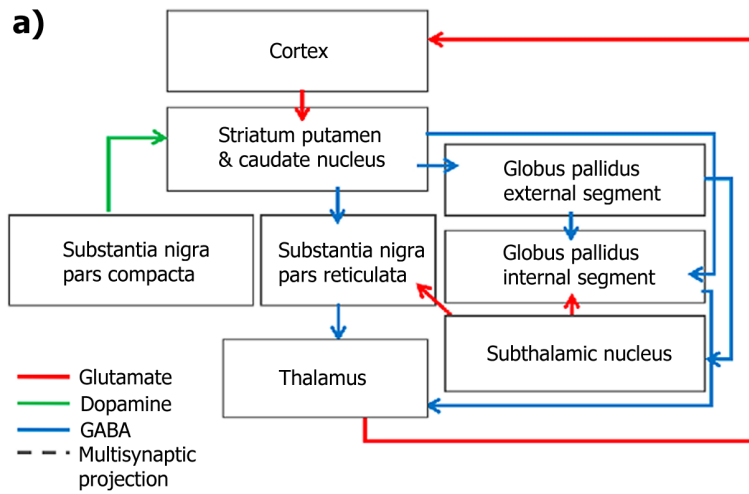 a)
Cortex
Striatum putamen
& caudate nucleus
Globus pallidus
external segment
Substantia nigra
pars compacta
Substantia nigra
pars reticulata
Globus pallidus
internal segment
Subthalamic nucleus
Thalamus
Glutamate
Dopamine
GABA
Multisynaptic
projection